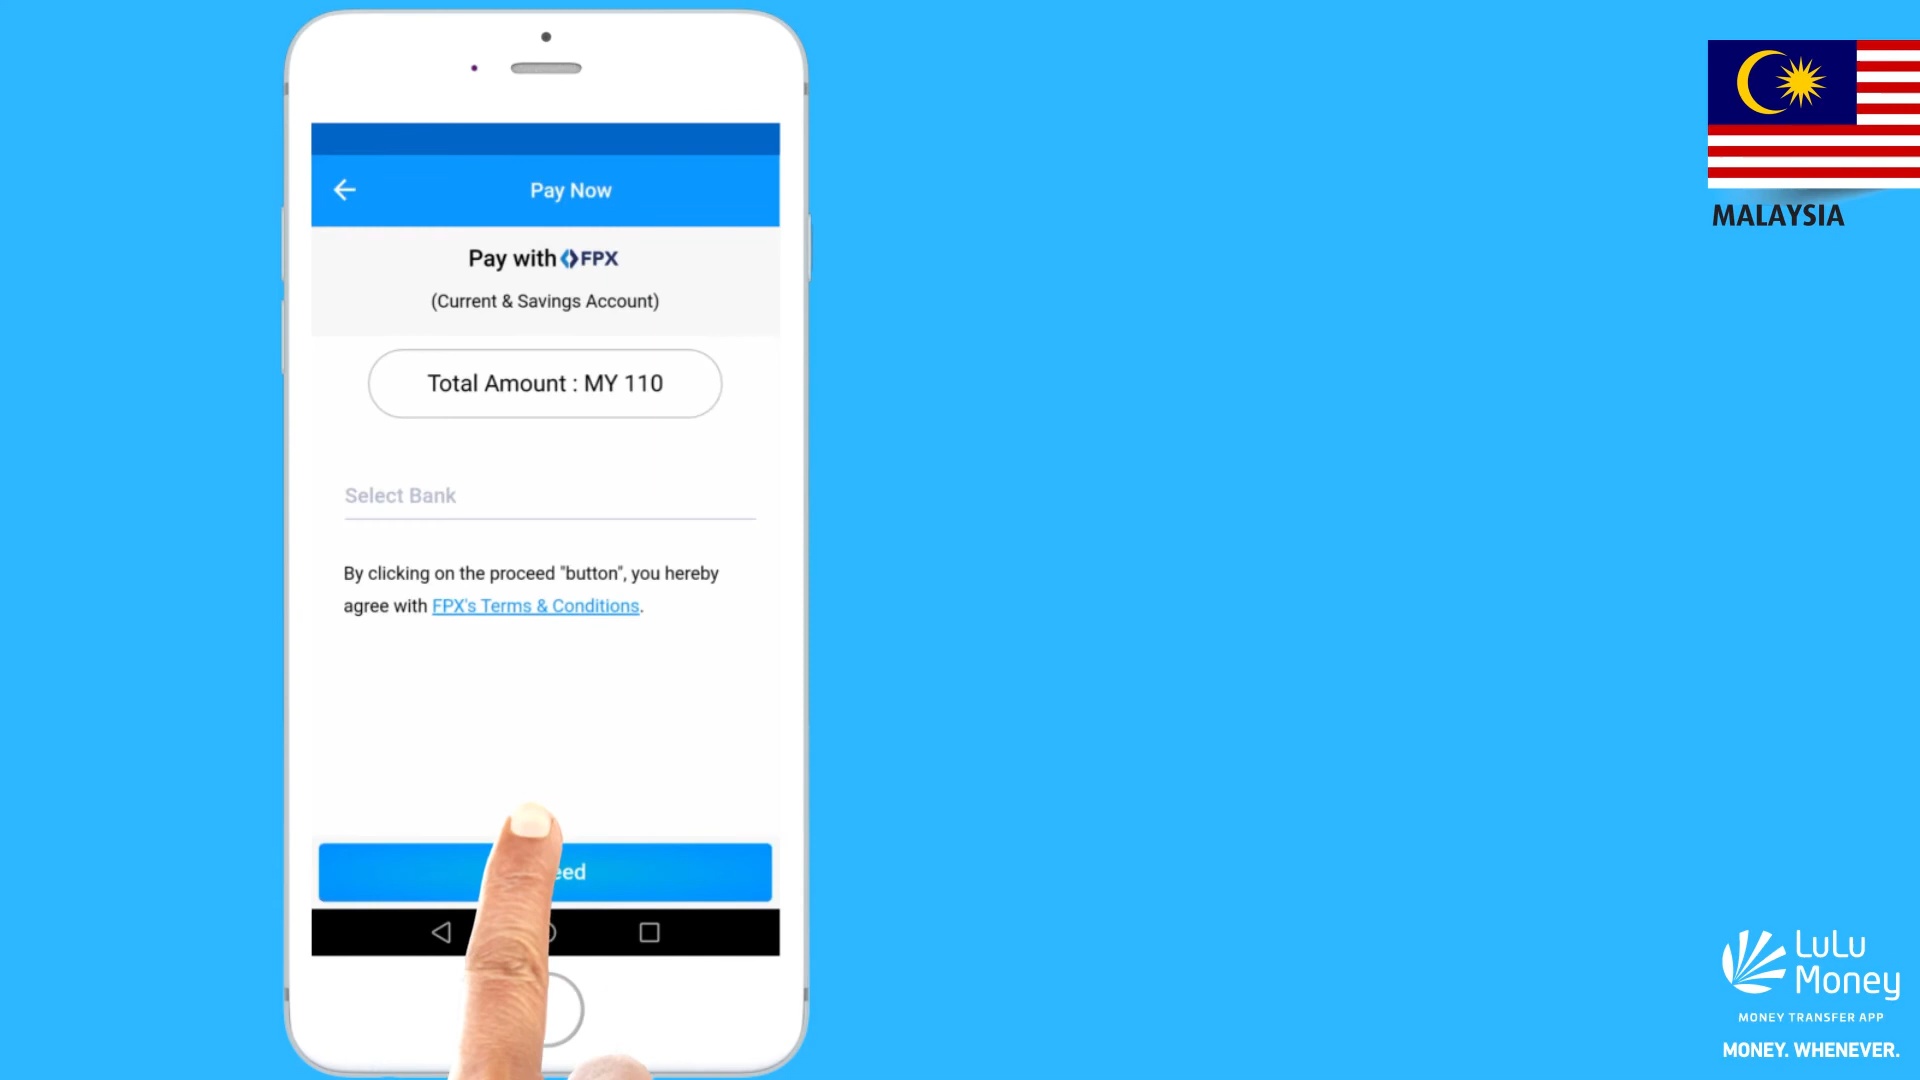 Pay Now
Pay with FPX
(Current & Savings Account)
Total Amount : MY 110
Select Bank
By clicking on the proceed "button", you hereby
agree with FPX's Terms & Conditions.
eed
MALAYSIA
LuLu
Money
MONEY TRANSFER APP
MONEY. WHENEVER.